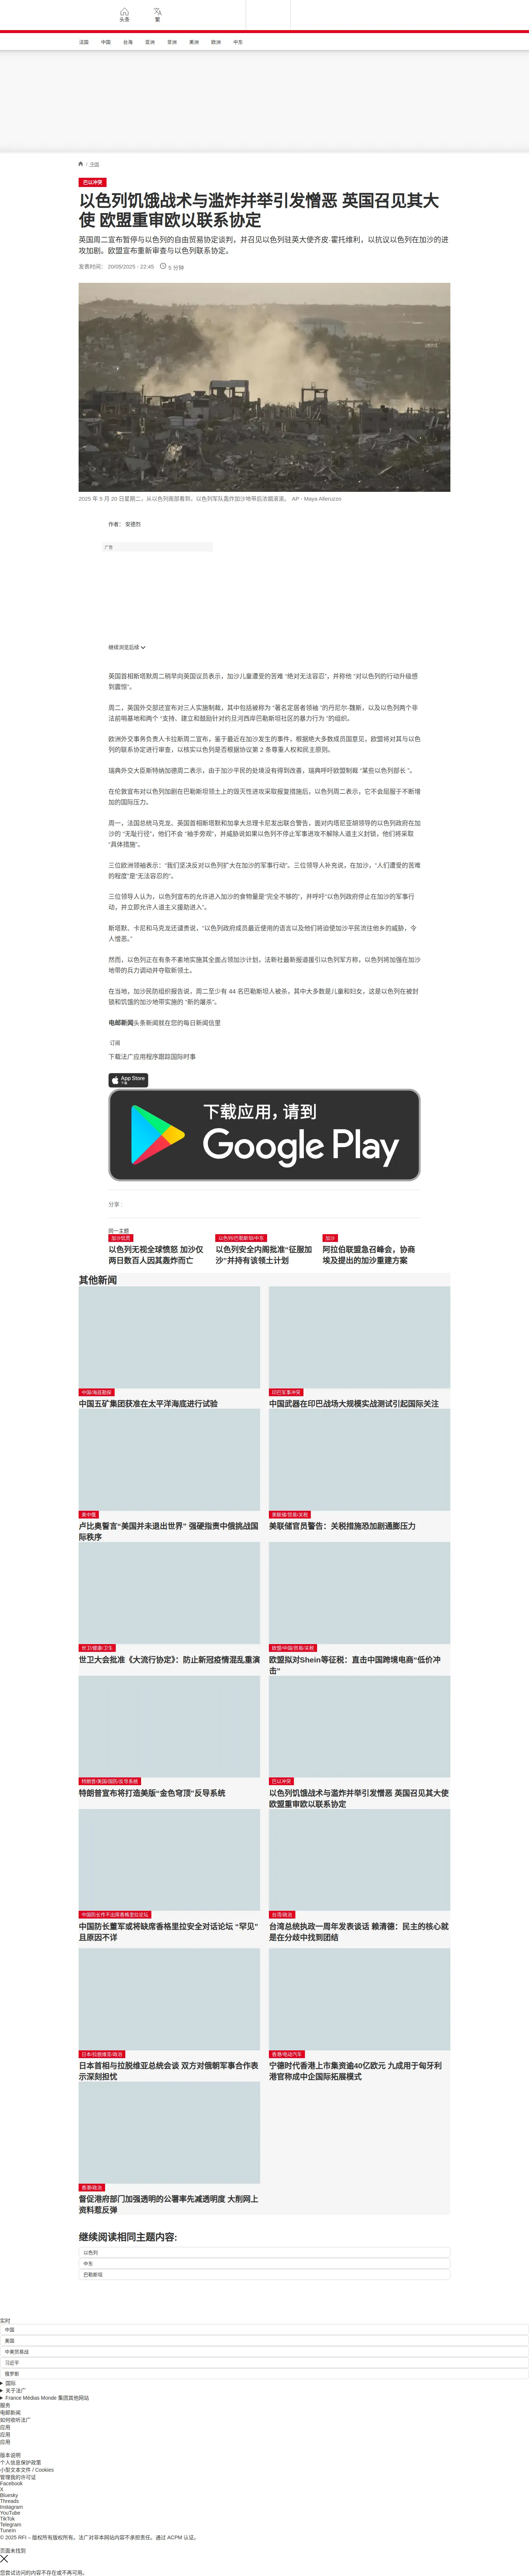 头条
繁
法国
中国
台海
亚洲
非洲
美洲
欧洲
中东
/ 中国
巴以冲突
以色列饥饿战术与滥炸并举引发憎恶 英国召见其大
使 欧盟重审欧以联系协定
英国周二宣布暂停与以色列的自由贸易协定谈判，并召见以色列驻英大使齐皮·霍托维利，以抗议以色列在加沙的进
攻加剧。欧盟宣布重新审查与以色列联系协定。
发表时间： 20/05/2025 - 22:45
5 分钟
2025 年 5 月 20 日星期二，从以色列南部看到，以色列军队轰炸加沙地带后浓烟滚滚。 AP - Maya Alleruzzo
作者： 安德烈
广告
继续浏览后续
英国首相斯塔默周二稍早向英国议员表示，加沙儿童遭受的苦难 “绝对无法容忍”，并称他 “对以色列的行动升级感
到震惊”。
周二，英国外交部还宣布对三人实施制裁，其中包括被称为 “著名定居者领袖 ”的丹尼尔-魏斯，以及以色列两个非
法前哨基地和两个 “支持、建立和鼓励针对约旦河西岸巴勒斯坦社区的暴力行为 ”的组织。
欧洲外交事务负责人卡拉斯周二宣布，鉴于最近在加沙发生的事件，根据绝大多数成员国意见，欧盟将对其与以色
列的联系协定进行审查，以核实以色列是否根据协议第 2 条尊重人权和民主原则。
瑞典外交大臣斯特纳加德周二表示，由于加沙平民的处境没有得到改善，瑞典呼吁欧盟制裁 “某些以色列部长 ”。
在伦敦宣布对以色列加剧在巴勒斯坦领土上的毁灭性进攻采取报复措施后，以色列周二表示，它不会屈服于不断增
加的国际压力。
周一，法国总统马克龙、英国首相斯塔默和加拿大总理卡尼发出联合警告，面对内塔尼亚胡领导的以色列政府在加
沙的 “无耻行径”，他们不会 “袖手旁观”，并威胁说如果以色列不停止军事进攻不解除人道主义封锁，他们将采取
“具体措施”。
三位欧洲领袖表示：“我们坚决反对以色列扩大在加沙的军事行动”。三位领导人补充说，在加沙，“人们遭受的苦难
的程度”是“无法容忍的”。
三位领导人认为，以色列宣布的允许进入加沙的食物量是“完全不够的”，并呼吁“以色列政府停止在加沙的军事行
动，并立即允许人道主义援助进入”。
斯塔默、卡尼和马克龙还谴责说，“以色列政府成员最近使用的语言以及他们将迫使加沙平民流往他乡的威胁，令
人憎恶。”
然而，以色列正在有条不紊地实施其全面占领加沙计划，法新社最新报道援引以色列军方称，以色列将加强在加沙
地带的兵力调动并夺取新领土。
在当地，加沙民防组织报告说，周二至少有 44 名巴勒斯坦人被杀，其中大多数是儿童和妇女，这是以色列在被封
锁和饥饿的加沙地带实施的 “新的屠杀”。
电邮新闻头条新闻就在您的每日新闻信里
订阅
下载法广应用程序跟踪国际时事
App Store
下载应用，请到
Google Play
分享 :
同一主题
加沙忧思
以色列无视全球愤怒 加沙仅
两日数百人因其轰炸而亡
以色列/巴勒斯坦/中东
以色列安全内阁批准“征服加
沙”并持有该领土计划
加沙
阿拉伯联盟急召峰会，协商
埃及提出的加沙重建方案
其他新闻
中国/海底勘探
中国五矿集团获准在太平洋海底进行试验
印巴军事冲突
中国武器在印巴战场大规模实战测试引起国际关注
美中俄
卢比奥誓言“美国并未退出世界” 强硬指责中俄挑战国
际秩序
美联储/贸易/关税
美联储官员警告：关税措施恐加剧通膨压力
世卫/健康/卫生
世卫大会批准《大流行协定》：防止新冠疫情混乱重演
欧盟/中国/贸易/关税
欧盟拟对Shein等征税：直击中国跨境电商“低价冲
击”
特朗普/美国/国防/反导系统
特朗普宣布将打造美版“金色穹顶”反导系统
巴以冲突
以色列饥饿战术与滥炸并举引发憎恶 英国召见其大使
欧盟重审欧以联系协定
中国防长传不出席香格里拉论坛
中国防长董军或将缺席香格里拉安全对话论坛 “罕见”
且原因不详
台湾/政治
台湾总统执政一周年发表谈话 赖清德：民主的核心就
是在分歧中找到团结
日本/拉脱维亚/政治
日本首相与拉脱维亚总统会谈 双方对俄朝军事合作表
示深刻担忧
香港/电动汽车
宁德时代香港上市集资逾40亿欧元 九成用于匈牙利
港官称成中企国际拓展模式
香港/政治
督促港府部门加强透明的公署率先减透明度 大削网上
资料惹反弹
继续阅读相同主题内容:
以色列
中东
巴勒斯坦
实时
中国
美国
中美贸易战
习近平
俄罗斯
国际
关于法广
France Médias Monde 集团其他网站
服务
电邮新闻
如何收听法广
应用
应用
应用
版本说明
个人信息保护政策
小型文本文件 / Cookies
管理我的许可证
Facebook
X
Bluesky
Threads
Instagram
YouTube
TikTok
Telegram
TuneIn
© 2025 RFI – 版权所有版权所有。法广对非本网站内容不承担责任。通过 ACPM 认证。
页面未找到
您尝试访问的内容不存在或不再可用。